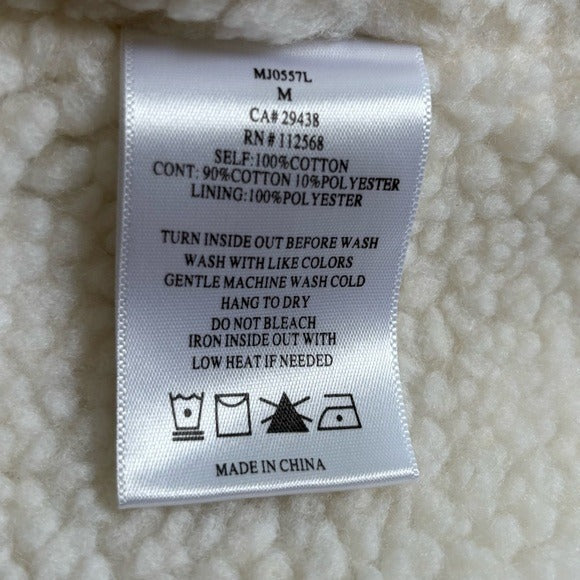 MJ0557L
M
CA# 29438
RN # 112568
SELF:100%COTTON
CONT: 90%COTTON 10%POLYESTER
LINING:100%POLYESTER
TURN INSIDE OUT BEFORE WASH
WASH WITH LIKE COLORS
GENTLE MACHINE WASH COLD
HANG TO DRY
DO NOT BLEACH
IRON INSIDE OUT WITH
LOW HEAT IF NEEDED
MADE IN CHINA